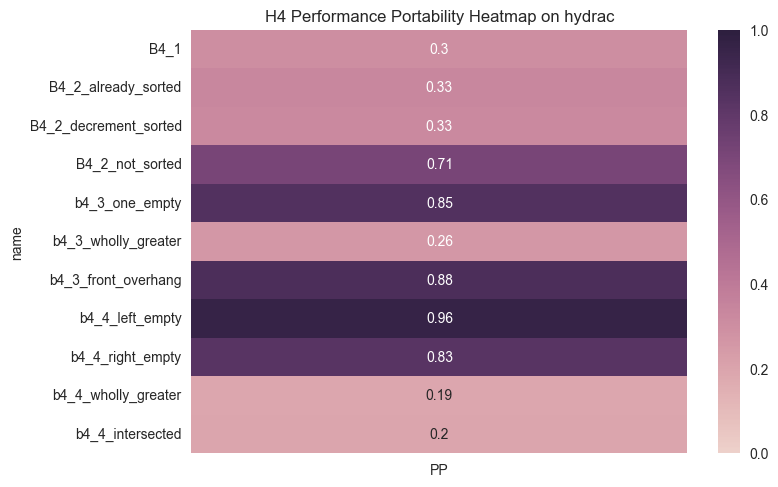 H4 Performance Portability Heatmap on hydrac
name
B4_1 0.3
B4_2_already_sorted 0.33
B4_2_decrement_sorted 0.33
B4_2_not_sorted 0.71
b4_3_one_empty 0.85
b4_3_wholly_greater 0.26
b4_3_front_overhang 0.88
b4_4_left_empty 0.96
b4_4_right_empty 0.83
b4_4_wholly_greater 0.19
b4_4_intersected 0.2
PP
1.0
0.8
0.6
0.4
0.2
0.0